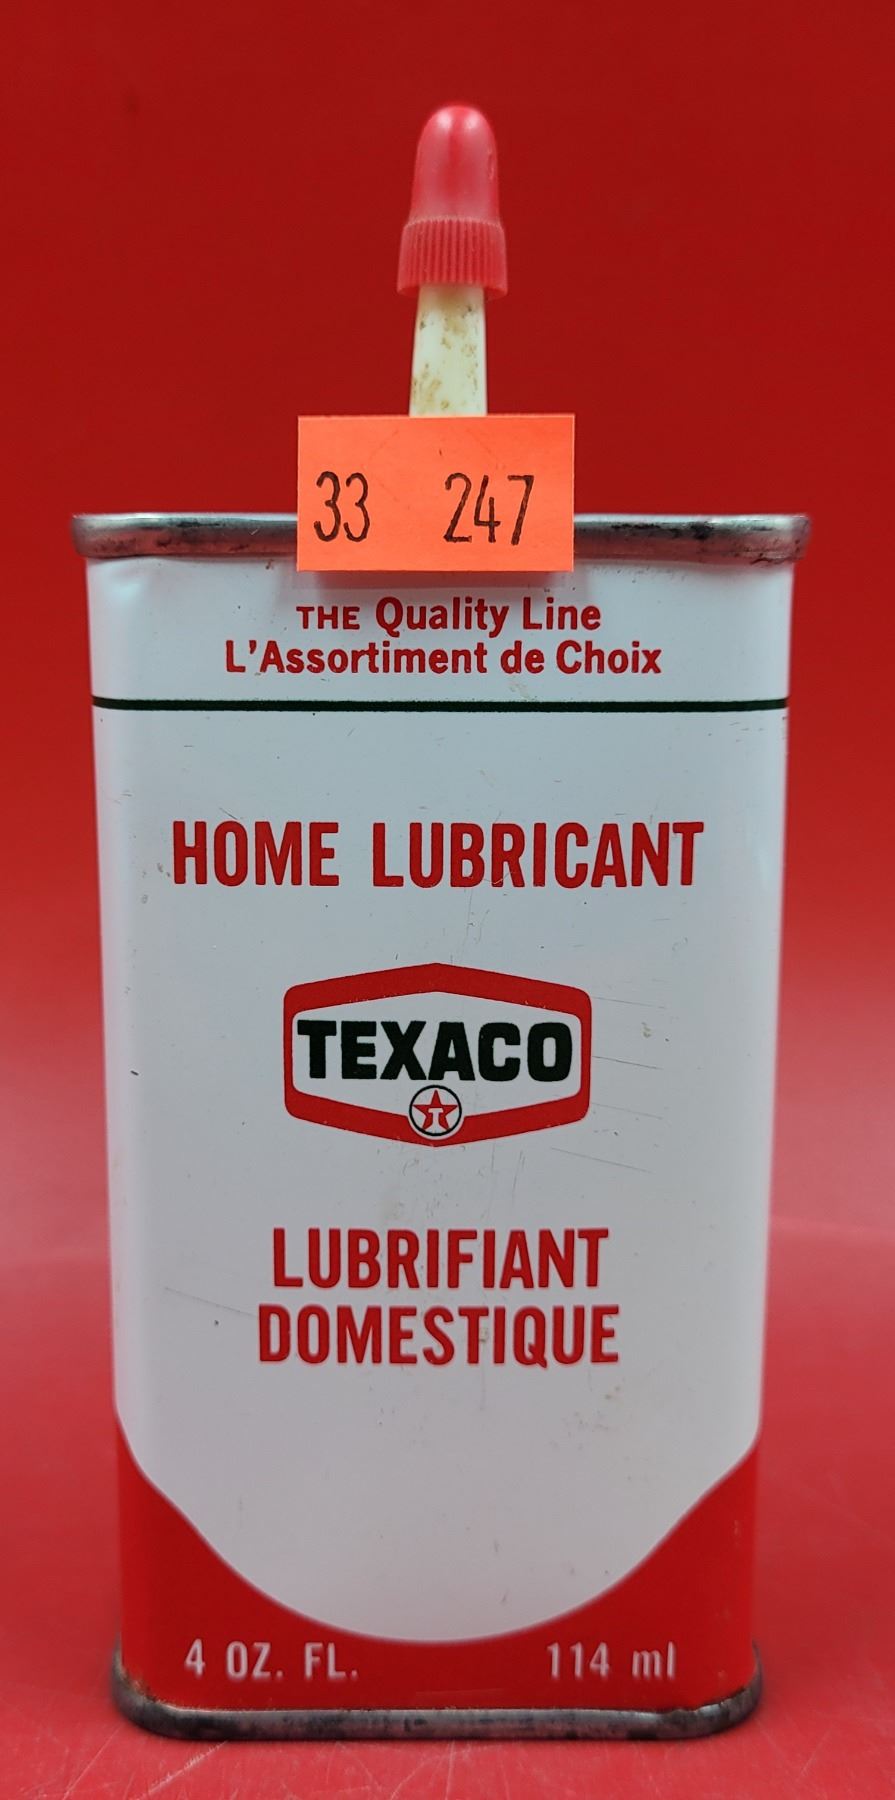 33 247
THE Quality Line
L'Assortiment de Choix
HOME LUBRICANT
TEXACO
T
LUBRIFIANT
DOMESTIQUE
4 OZ. FL. 114 ml